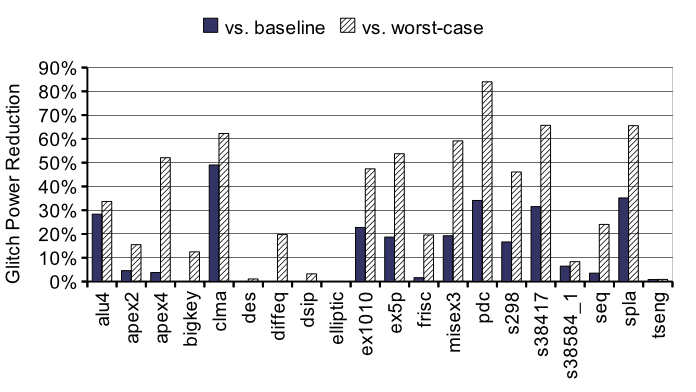 vs. baseline vs. worst-case
Glitch Power Reduction
90%
80%
70%
60%
50%
40%
30%
20%
10%
0%
alu4
apex2
apex4
bigkey
clma
des
diffeq
dsip
elliptic
ex1010
ex5p
frisc
misex3
pdc
s298
s38417
s38584_1
seq
spla
tseng